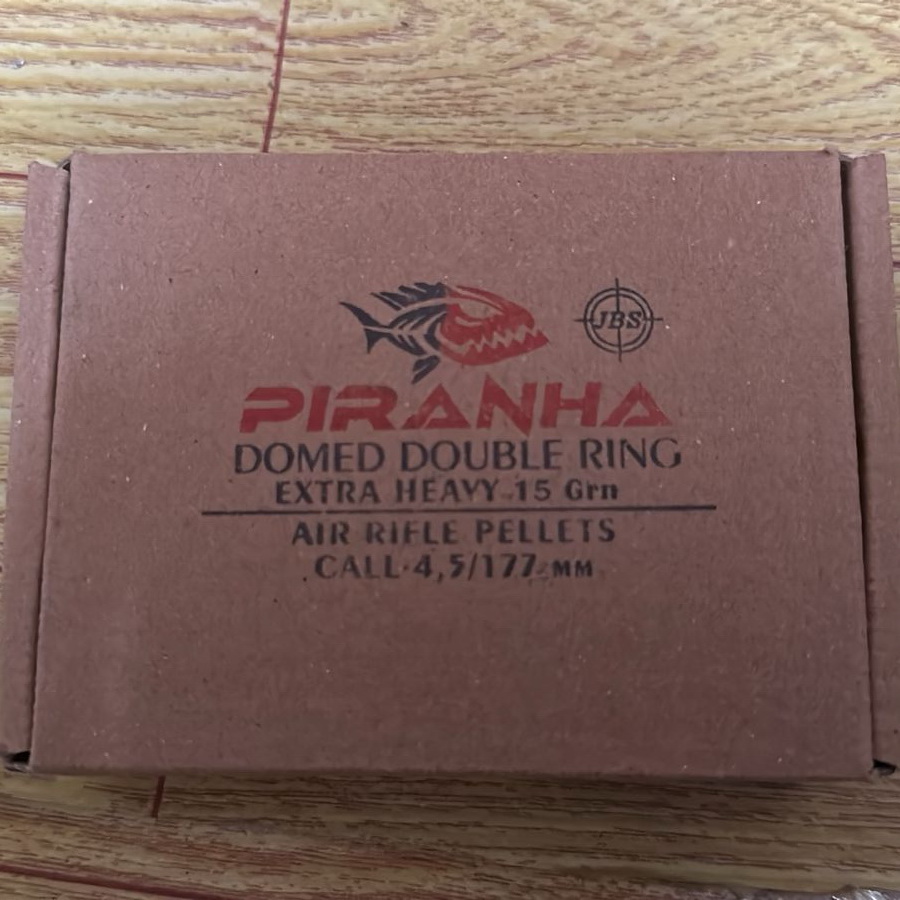 JBS
PIRANHA
DOMED DOUBLE RING
EXTRA HEAVY 15 Grn
AIR RIFLE PELLETS
CALL·4,5/177 MM